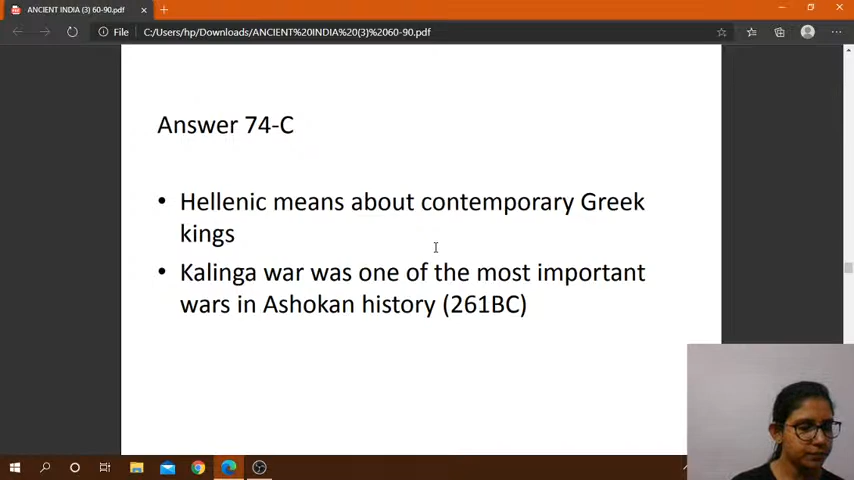 ANCIENT INDIA (3) 60-90.pdf
File
C:/Users/hp/Downloads/ANCIENT%20INDIA%20(3)%2060-90.pdf
Answer 74-C
• Hellenic means about contemporary Greek
kings
• Kalinga war was one of the most important
wars in Ashokan history (261BC)